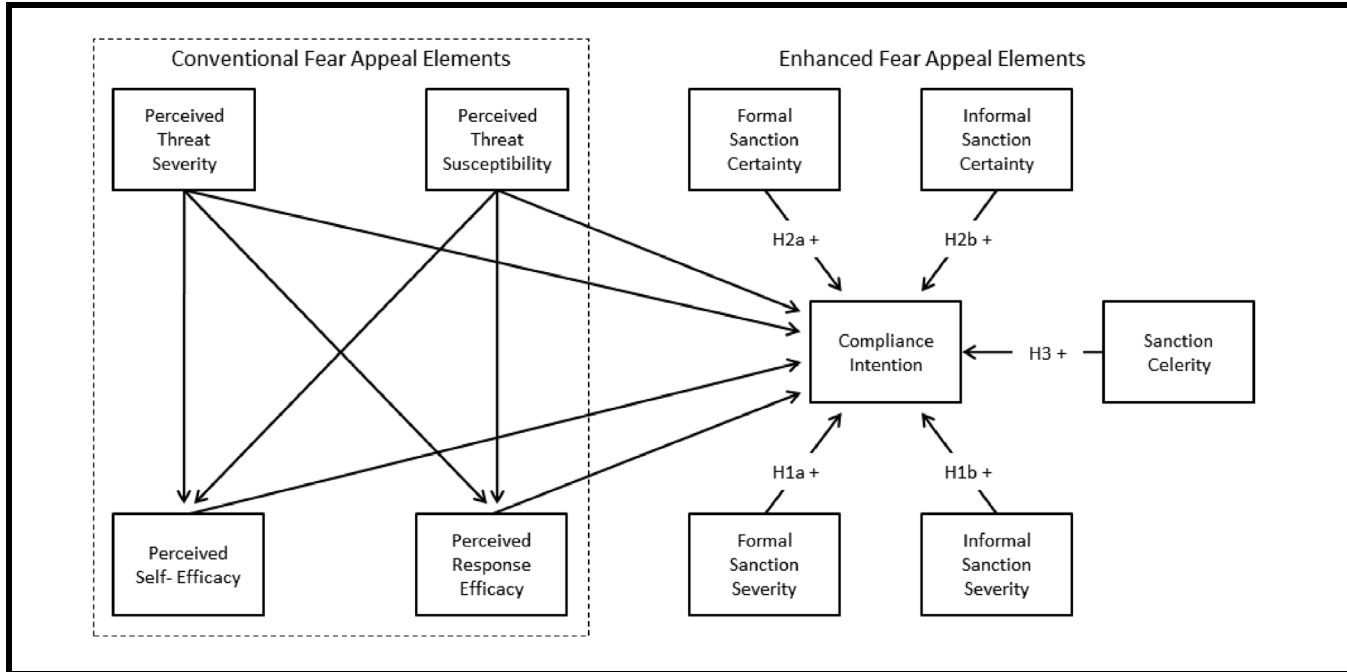 Conventional Fear Appeal Elements
Enhanced Fear Appeal Elements
Perceived
Threat
Severity
Perceived
Threat
Susceptibility
Formal
Sanction
Certainty
Informal
Sanction
Certainty
H2a +
H2b +
Compliance
Intention
H3 +
Sanction
Celerity
H1a +
H1b +
Perceived
Self- Efficacy
Perceived
Response
Efficacy
Formal
Sanction
Severity
Informal
Sanction
Severity